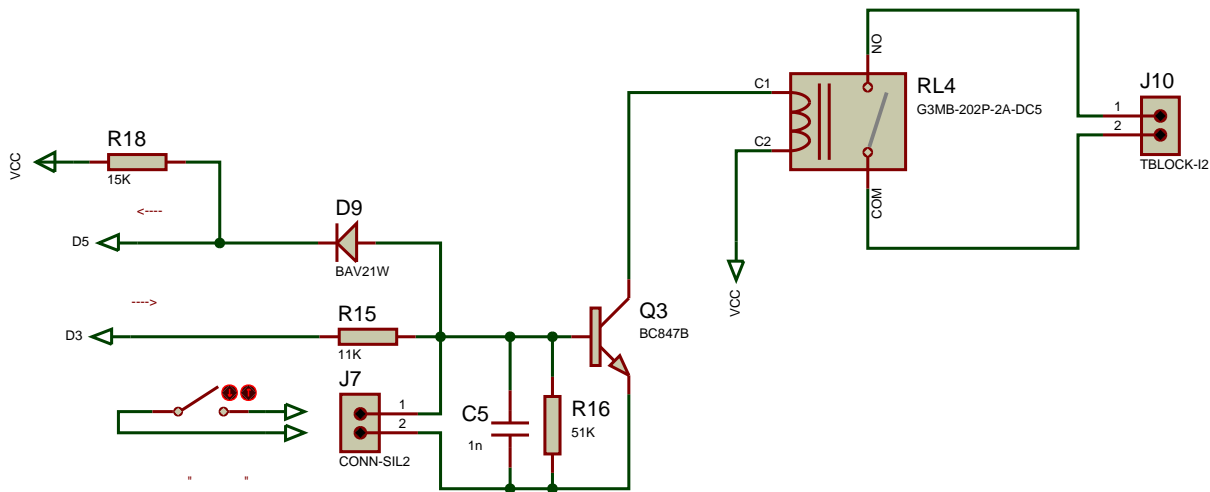 NO
C1
RL4
J10
G3MB-202P-2A-DC5
1
2
R18
C2
VCC
15K
TBLOCK-I2
<----
D9
COM
D5
BAV21W
VCC
---->
R15
Q3
D3
BC847B
11K
J7
1
C5
R16
2
1n
51K
CONN-SIL2
" "